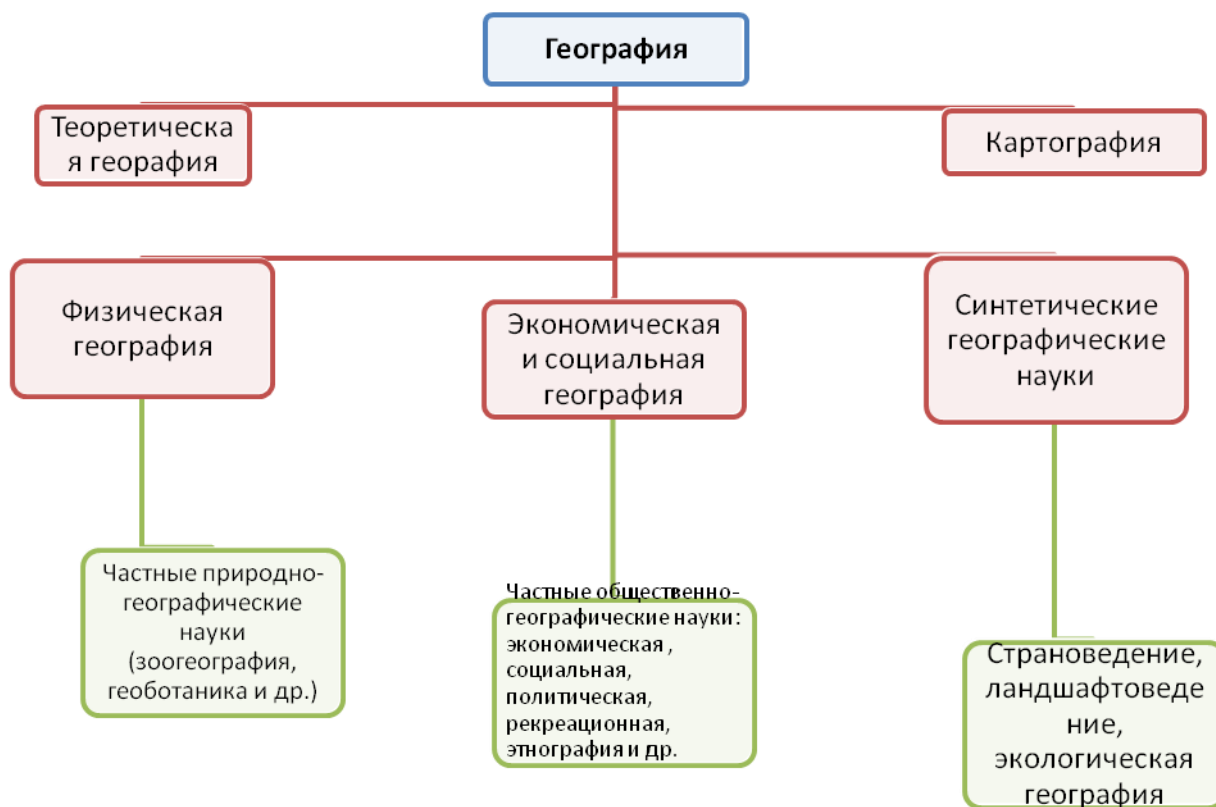 География
Теоретическа
я георафия
Картография
Физическая
география
Экономическая
и социальная
география
Синтетические
географические
науки
Частные природно-
географические
науки
(зоогеография,
геоботаника и др.)
Частные общественно-
географические науки:
экономическая ,
социальная,
политическая,
рекреационная,
этнография и др.
Страноведение,
ландшафтоведе
ние,
экологическая
география